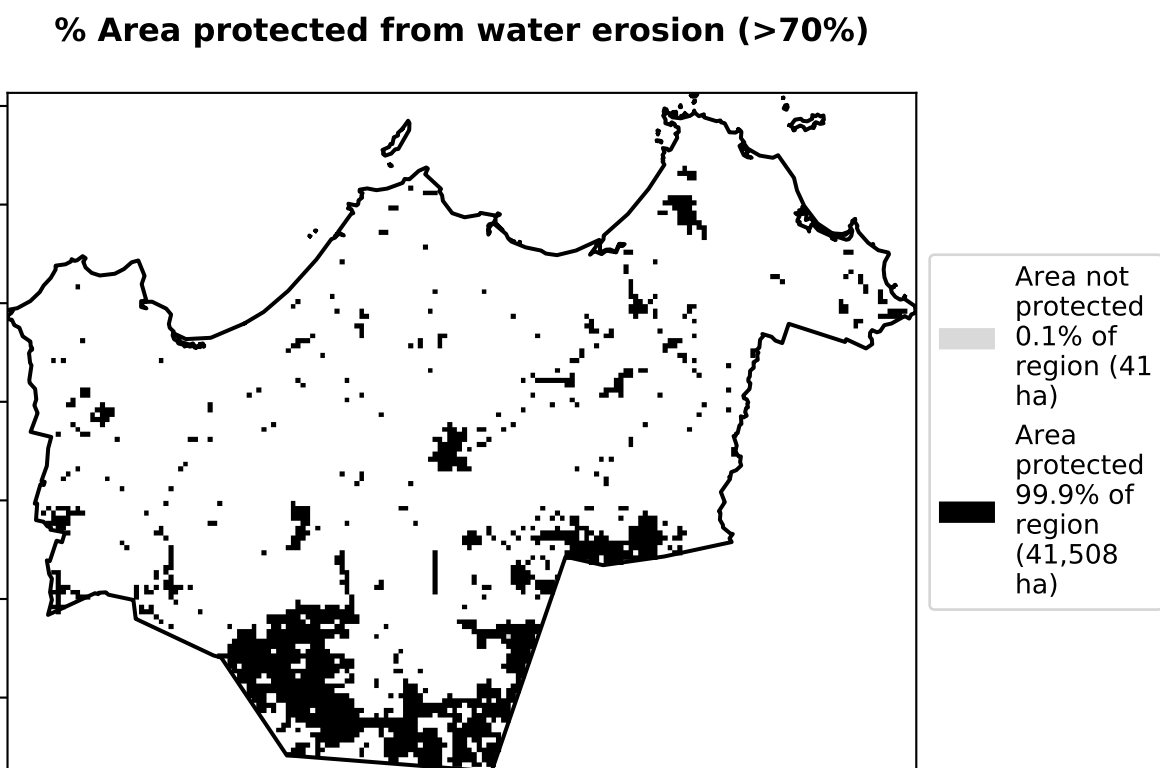 % Area protected from water erosion (>70%)
Area not
protected
0.1% of
region (41
ha)
Area
protected
99.9% of
region
(41,508
ha)